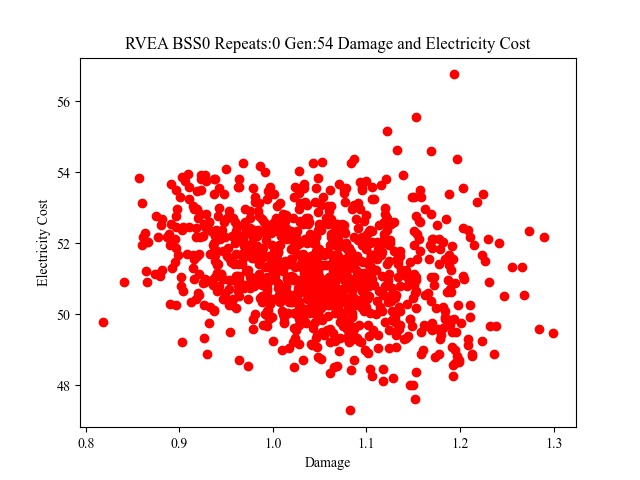 RVEA BSS0 Repeats:0 Gen:54 Damage and Electricity Cost
56
54
52
50
48
Electricity Cost
0.8 0.9 1.0 1.1 1.2 1.3
Damage